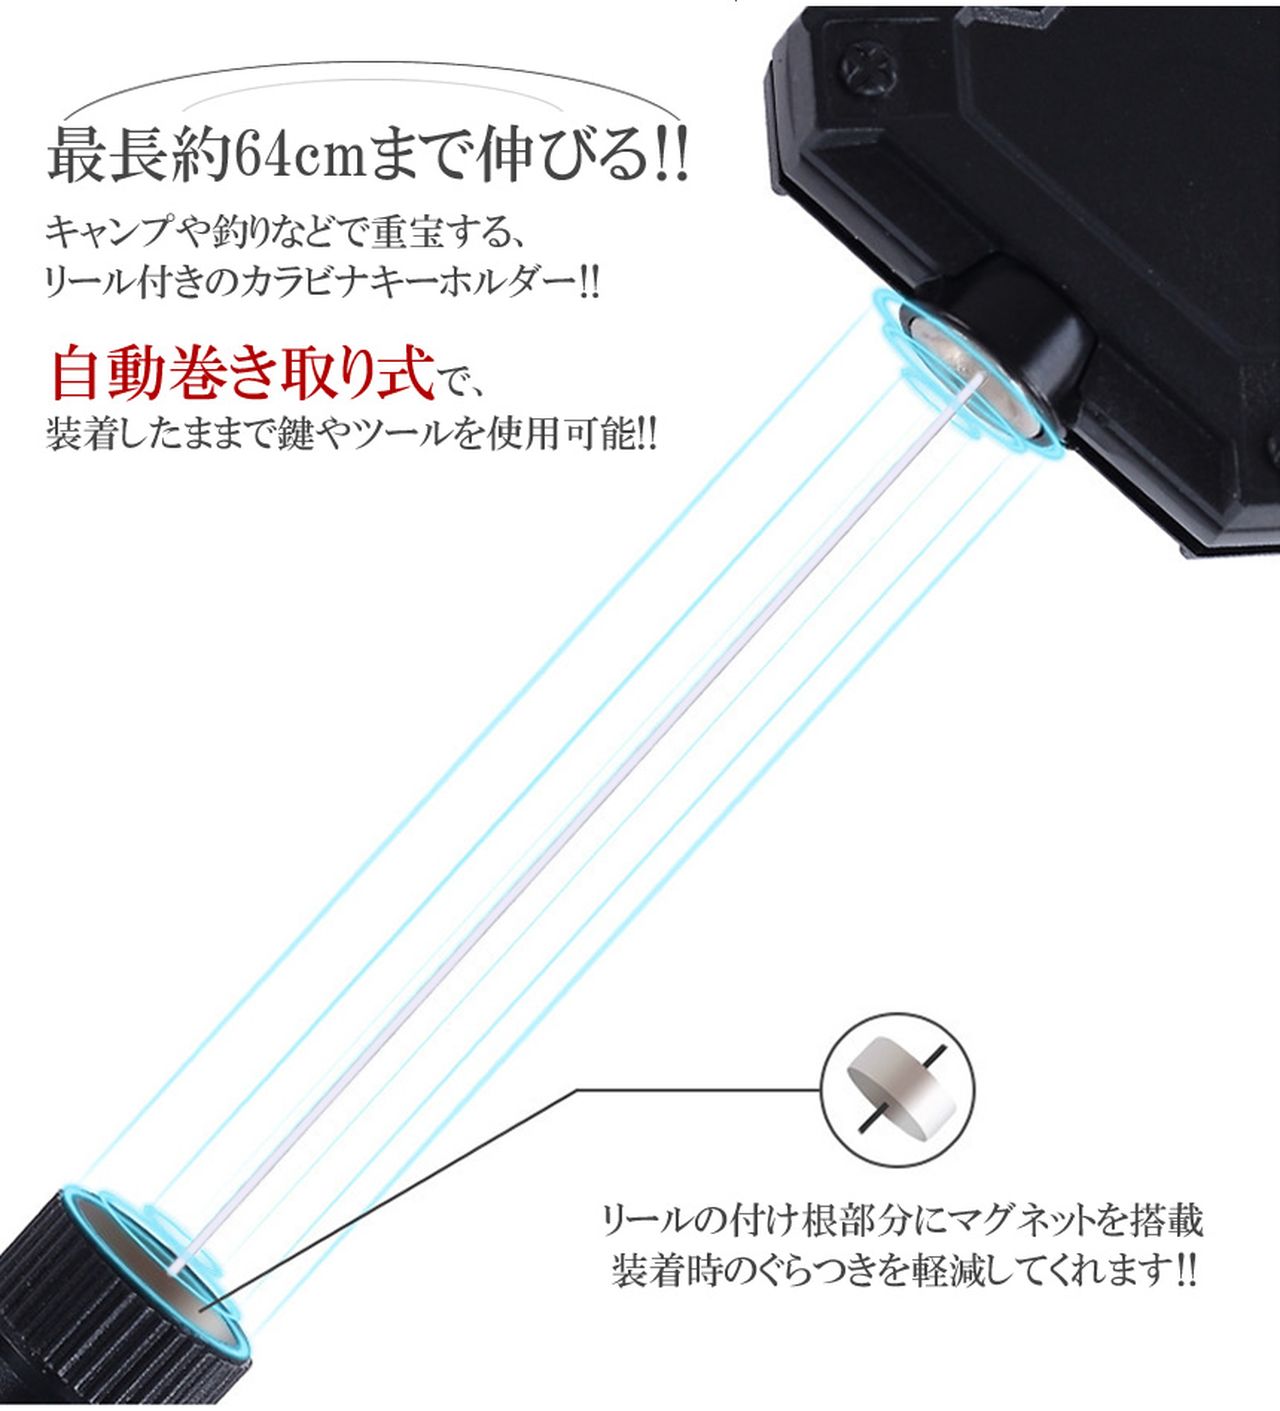 最長約64cmまで伸びる!!
キャンプや釣りなどで重宝する、
リール付きのカラビナキーホルダー!!
自動巻き取り式で、
装着したままで鍵やツールを使用可能!!
リールの付け根部分にマグネットを搭載
装着時のぐらつきを軽減してくれます!!